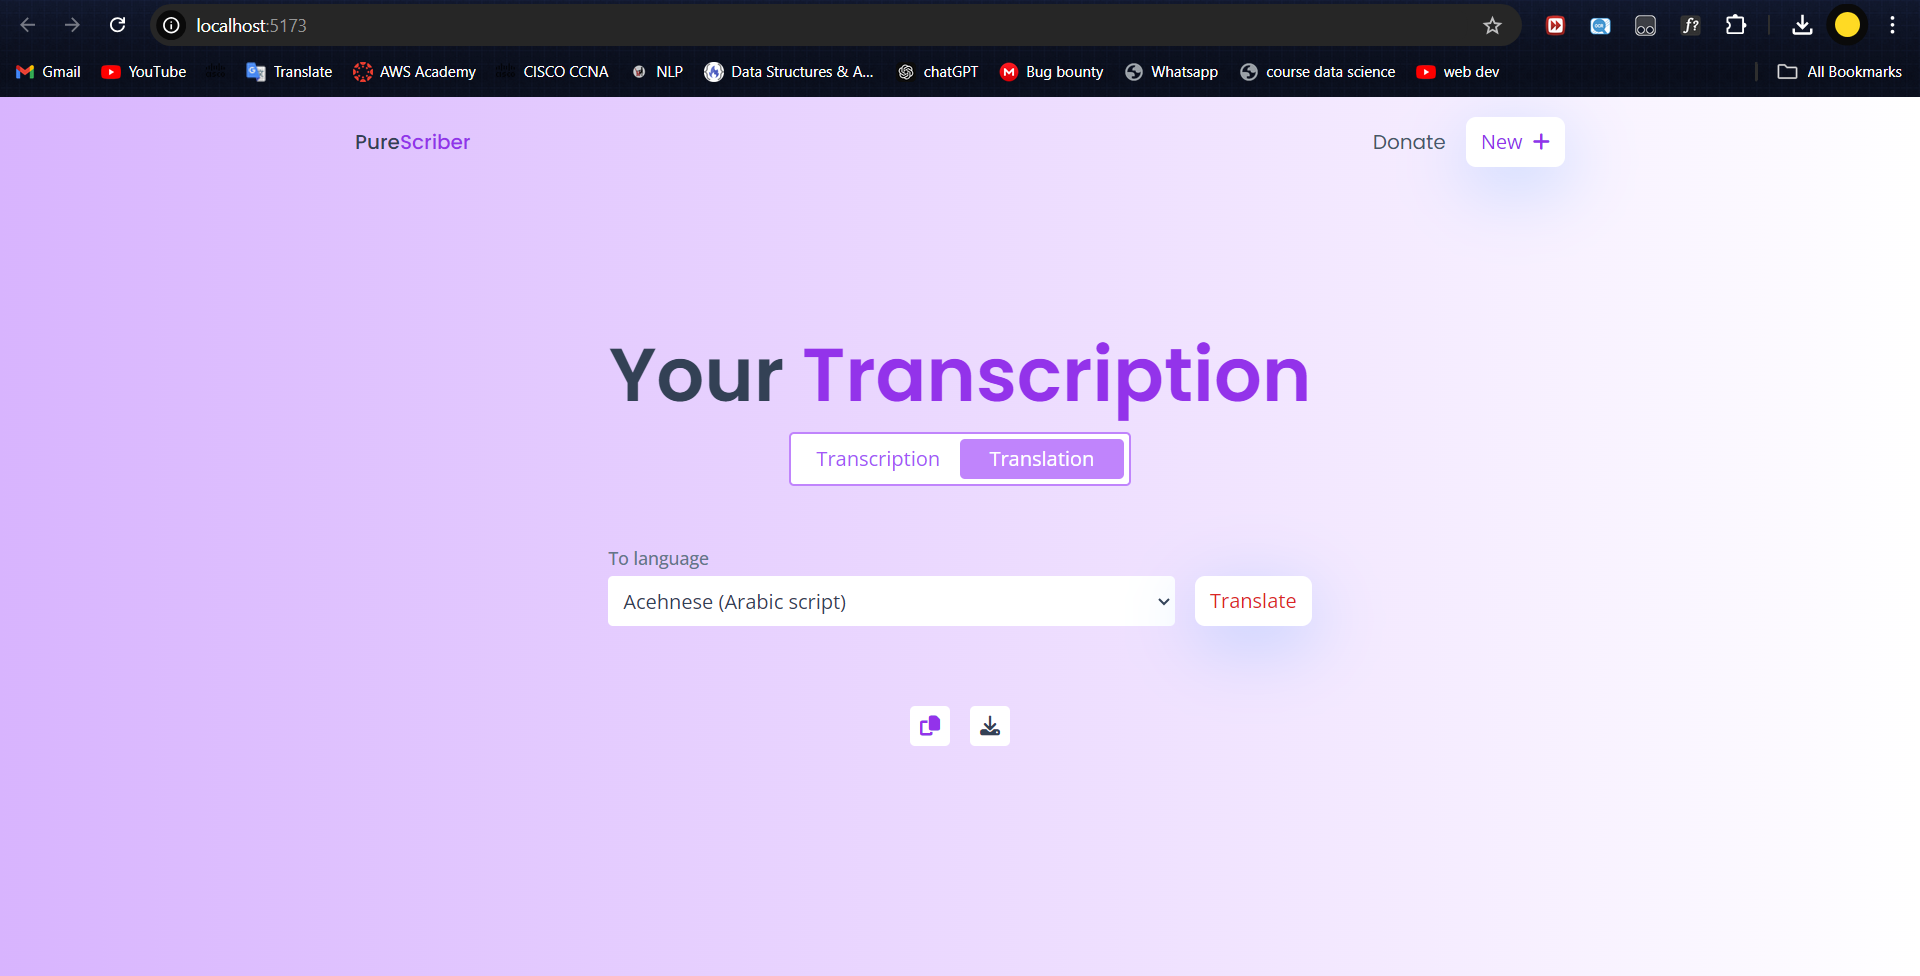 localhost:5173
Gmail YouTube Translate AWS Academy CISCO CCNA NLP Data Structures & A... chatGPT Bug bounty Whatsapp course data science web dev All Bookmarks
PureScriber Donate New +
Your Transcription
Transcription Translation
To language
Acehnese (Arabic script) Translate